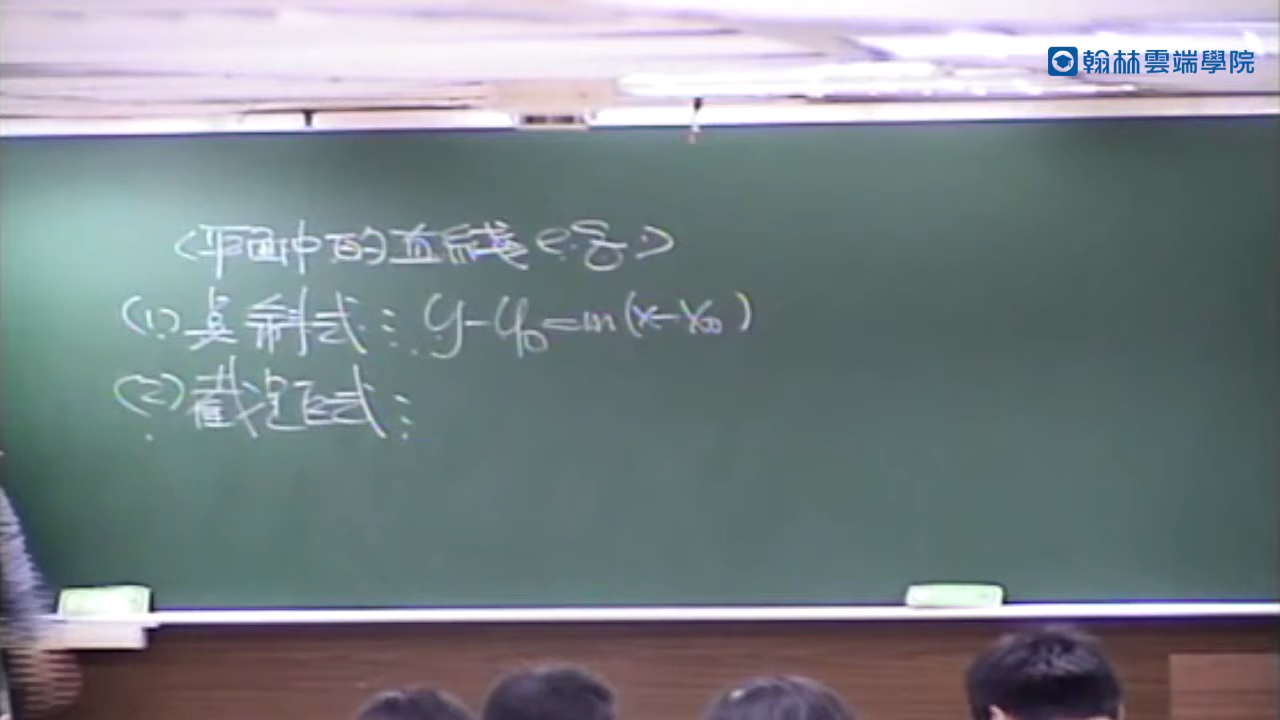 翰林雲端學院
<平面中的直線e.g.>
(1) 點斜式: y-y₀=m(x-x₀)
(2) 截距式: